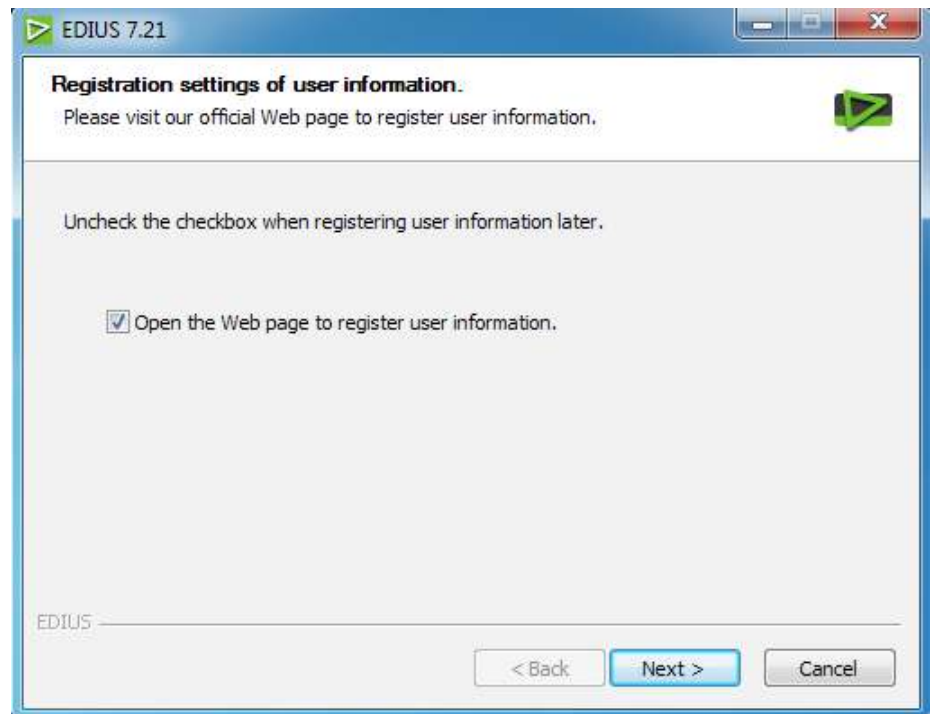 EDIUS 7.21
Registration settings of user information.
Please visit our official Web page to register user information.
Uncheck the checkbox when registering user information later.
Open the Web page to register user information.
EDIUS
< Back
Next >
Cancel